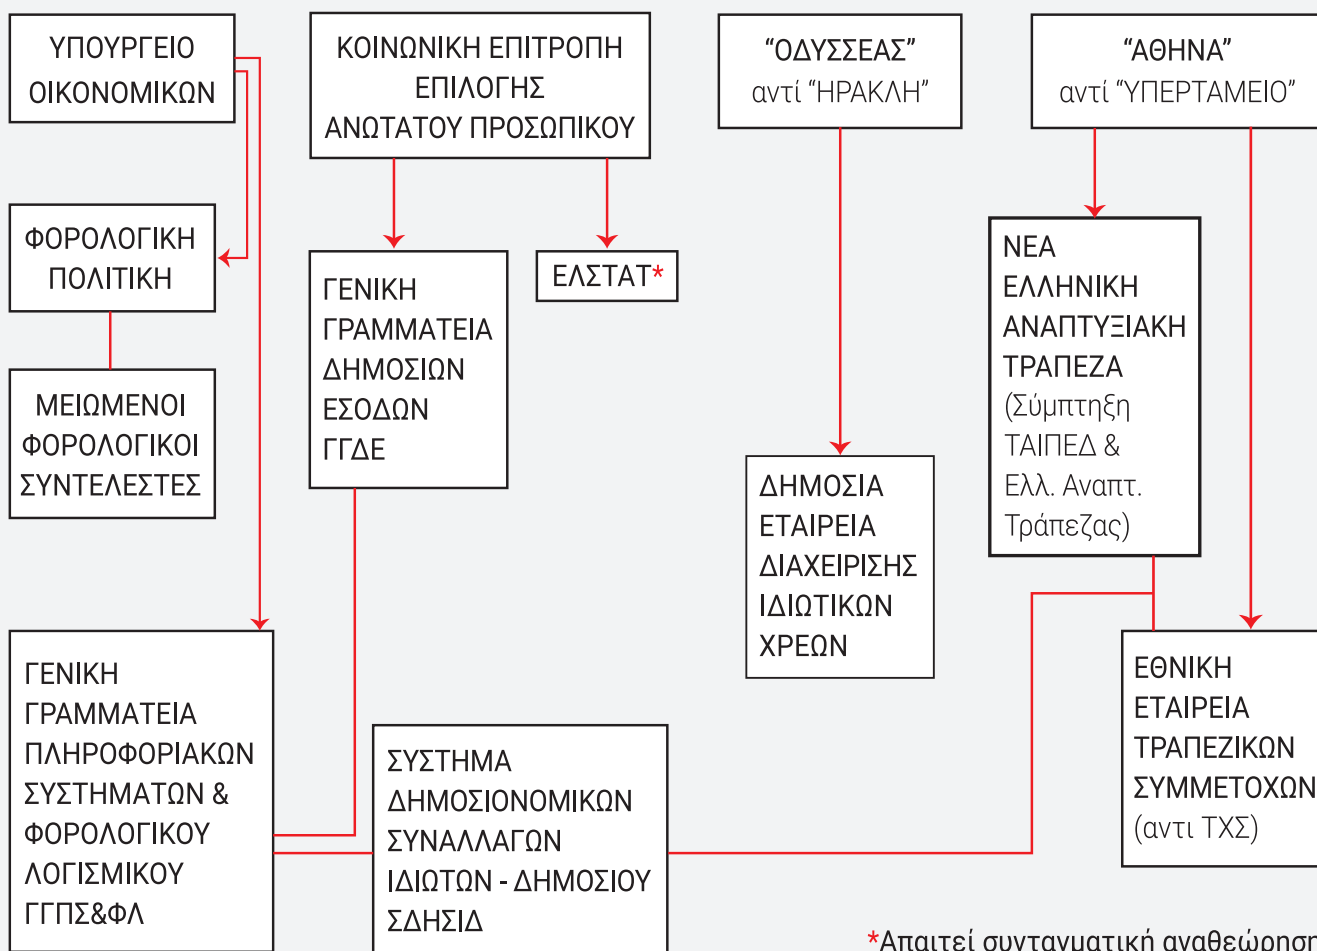 ΥΠΟΥΡΓΕΙΟ
ΟΙΚΟΝΟΜΙΚΩΝ
ΚΟΙΝΩΝΙΚΗ ΕΠΙΤΡΟΠΗ
ΕΠΙΛΟΓΗΣ
ΑΝΩΤΑΤΟΥ ΠΡΟΣΩΠΙΚΟΥ
“ΟΔΥΣΣΕΑΣ”
αντί “ΗΡΑΚΛΗ”
“ΑΘΗΝΑ”
αντί “ΥΠΕΡΤΑΜΕΙΟ”
ΦΟΡΟΛΟΓΙΚΗ
ΠΟΛΙΤΙΚΗ
ΜΕΙΩΜΕΝΟΙ
ΦΟΡΟΛΟΓΙΚΟΙ
ΣΥΝΤΕΛΕΣΤΕΣ
ΓΕΝΙΚΗ
ΓΡΑΜΜΑΤΕΙΑ
ΔΗΜΟΣΙΩΝ
ΕΣΟΔΩΝ
ΓΓΔΕ
ΕΛΣΤΑΤ*
ΔΗΜΟΣΙΑ
ΕΤΑΙΡΕΙΑ
ΔΙΑΧΕΙΡΙΣΗΣ
ΙΔΙΩΤΙΚΩΝ
ΧΡΕΩΝ
ΝΕΑ
ΕΛΛΗΝΙΚΗ
ΑΝΑΠΤΥΞΙΑΚΗ
ΤΡΑΠΕΖΑ
(Σύμπτηξη
ΤΑΙΠΕΔ &
Ελλ. Αναπτ.
Τράπεζας)
ΓΕΝΙΚΗ
ΓΡΑΜΜΑΤΕΙΑ
ΠΛΗΡΟΦΟΡΙΑΚΩΝ
ΣΥΣΤΗΜΑΤΩΝ &
ΦΟΡΟΛΟΓΙΚΟΥ
ΛΟΓΙΣΜΙΚΟΥ
ΓΓΠΣ&ΦΛ
ΣΥΣΤΗΜΑ
ΔΗΜΟΣΙΟΝΟΜΙΚΩΝ
ΣΥΝΑΛΛΑΓΩΝ
ΙΔΙΩΤΩΝ - ΔΗΜΟΣΙΟΥ
ΣΔΗΣΙΔ
ΕΘΝΙΚΗ
ΕΤΑΙΡΕΙΑ
ΤΡΑΠΕΖΙΚΩΝ
ΣΥΜΜΕΤΟΧΩΝ
(αντι ΤΧΣ)
*Απαιτεί συνταγματική αναθεώρηση